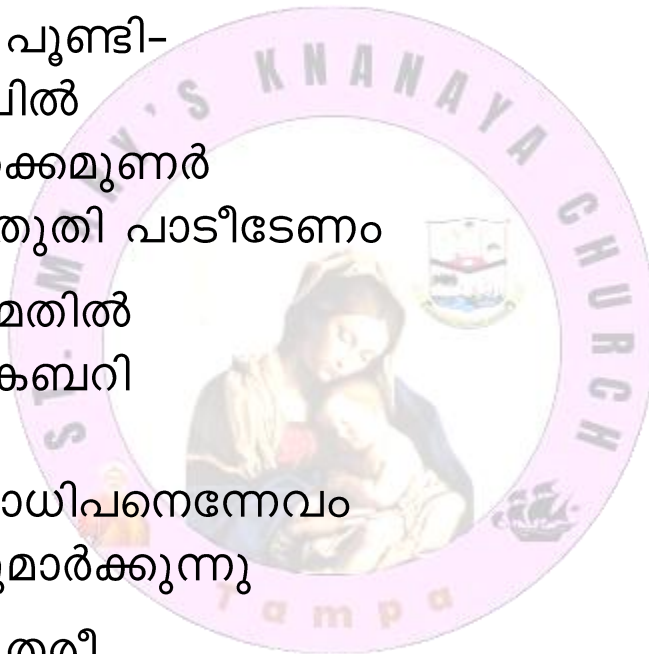 പൂണ്ടി-
ക്കമുണർ
തുതി പാടീടേണം
മതിൽ
കബറി
ാധിപനെന്നേവം
മാർക്കുന്നു
ST. MARY'S KNANAYA CHURCH
Tampa